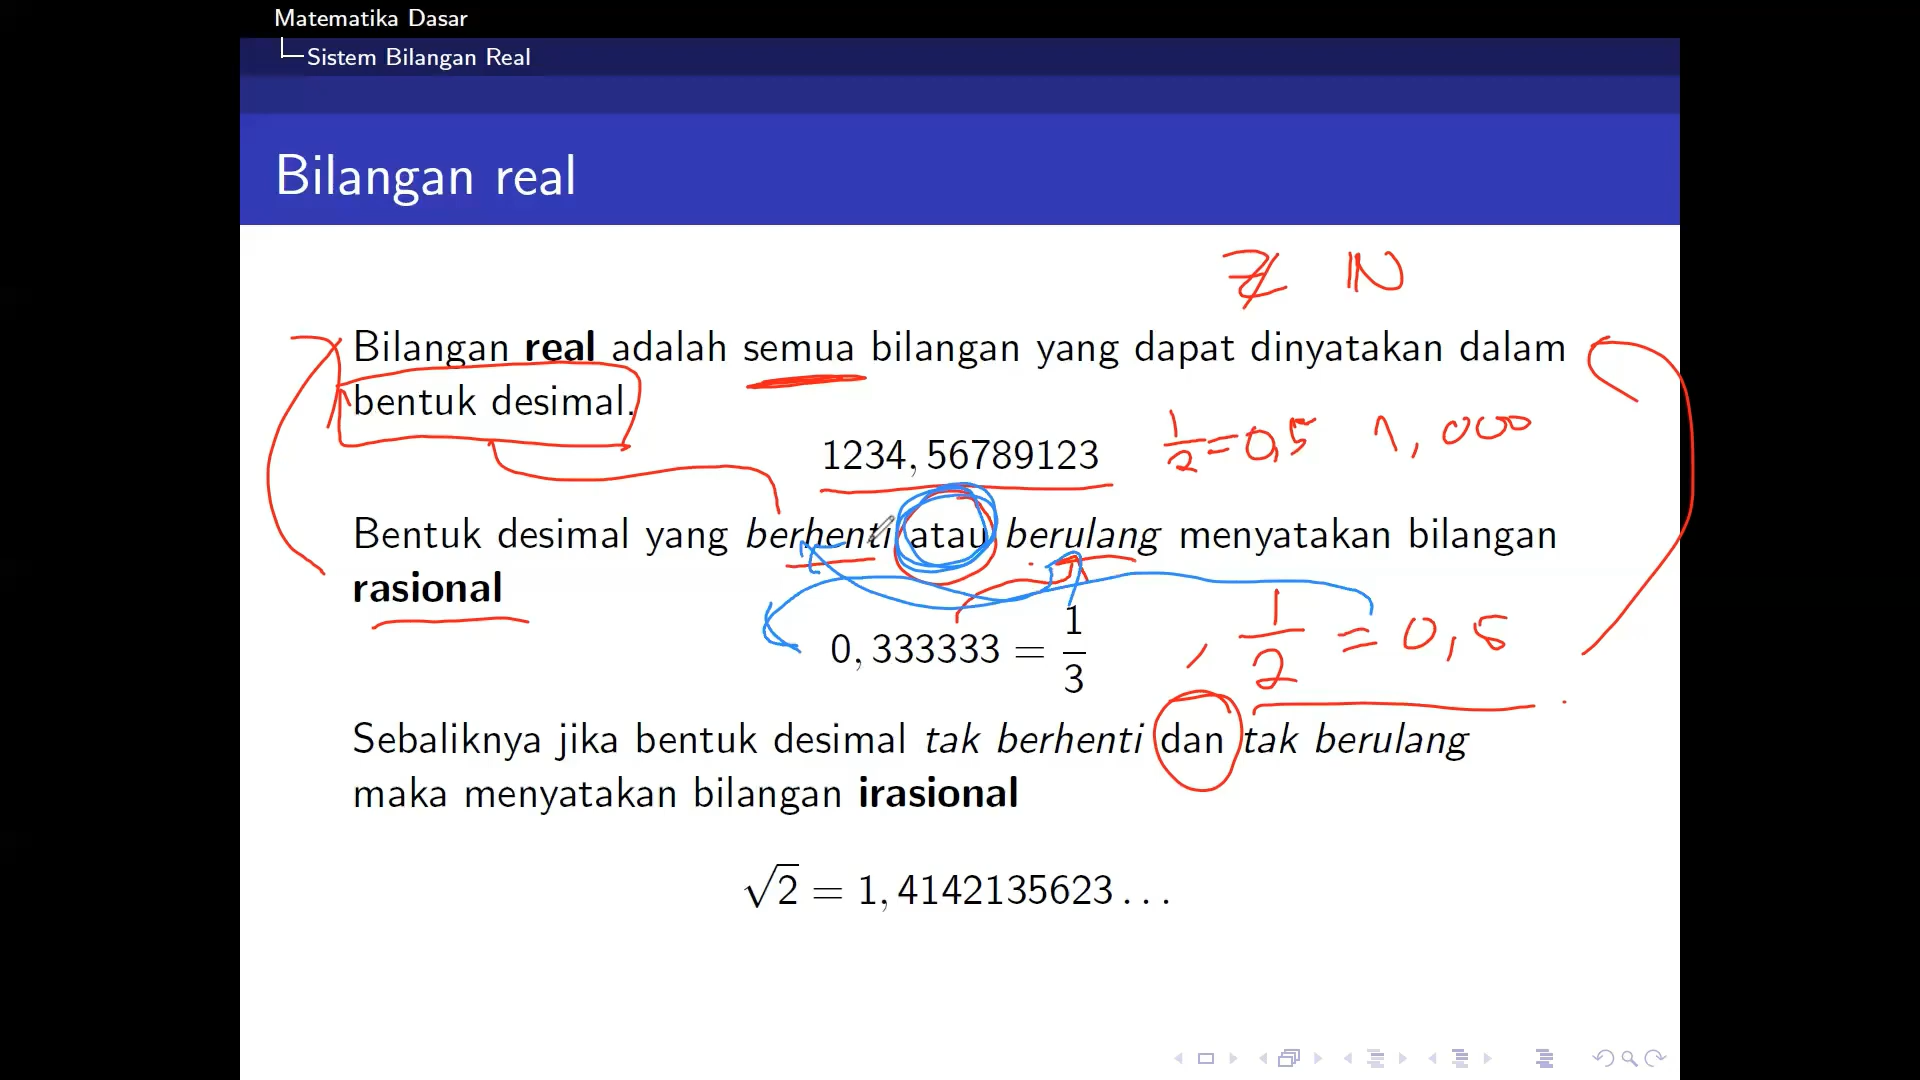 Matematika Dasar
Sistem Bilangan Real
Bilangan real
ℤ ℕ
Bilangan real adalah semua bilangan yang dapat dinyatakan dalam
bentuk desimal.
1234, 56789123
1/2 = 0,5 1,000
Bentuk desimal yang berhenti atau berulang menyatakan bilangan
rasional
0, 333333 = 1/3 , 1/2 = 0,5
Sebaliknya jika bentuk desimal tak berhenti dan tak berulang
maka menyatakan bilangan irasional
√2 = 1, 4142135623 . . .